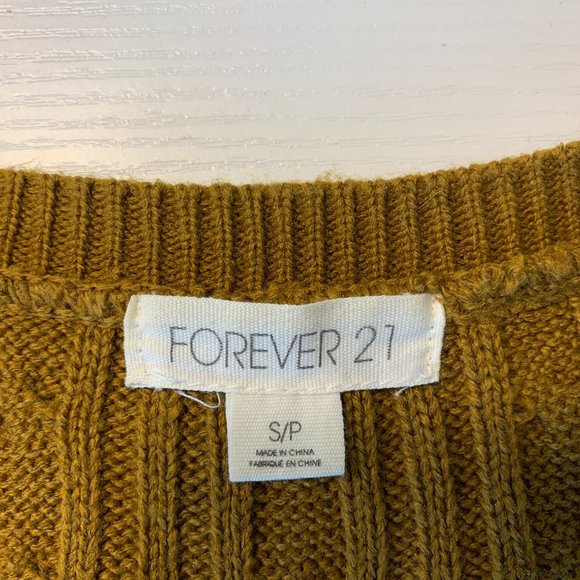 FOREVER 21
S/P
MADE IN CHINA
FABRIQUÉ EN CHINE